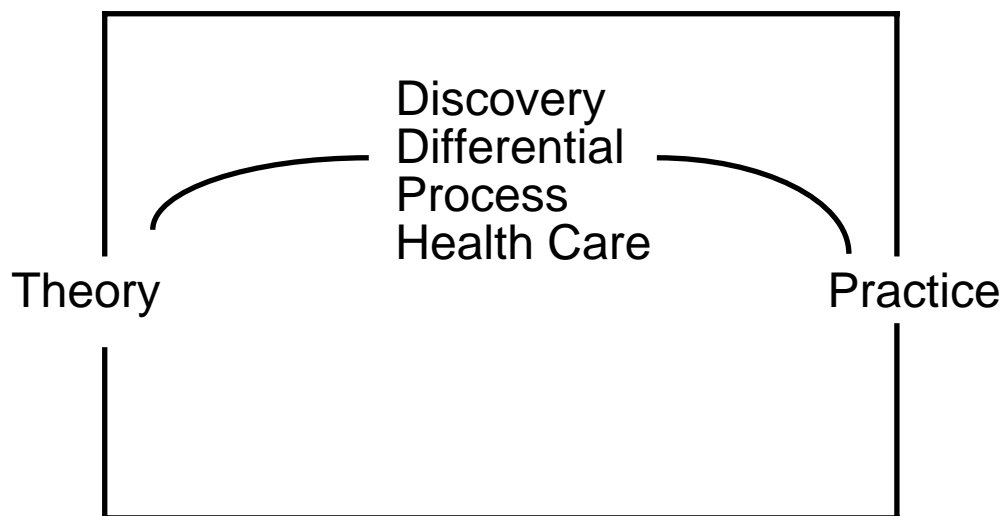 Discovery
Differential
Process
Health Care
Theory
Practice